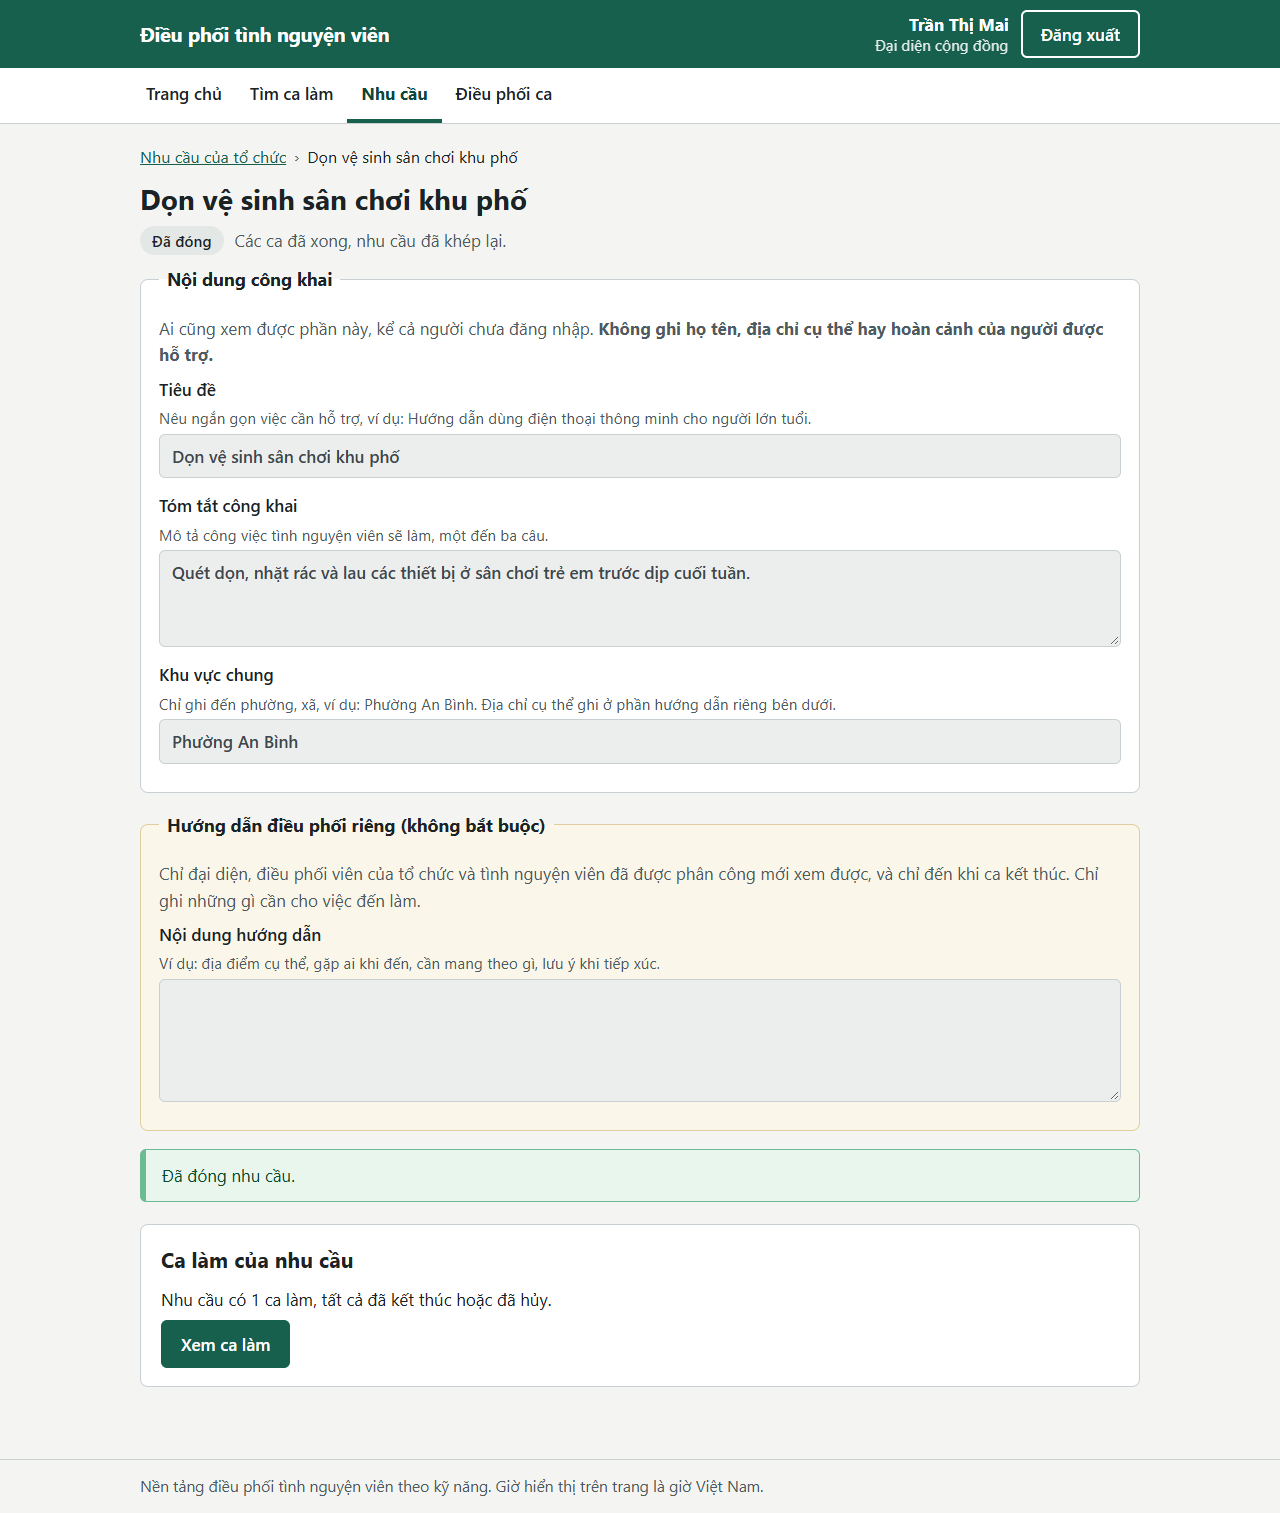 Điều phối tình nguyện viên
Trần Thị Mai
Đại diện cộng đồng
Đăng xuất
Trang chủ
Tìm ca làm
Nhu cầu
Điều phối ca
Nhu cầu của tổ chức › Dọn vệ sinh sân chơi khu phố
Dọn vệ sinh sân chơi khu phố
Đã đóng
Các ca đã xong, nhu cầu đã khép lại.
Nội dung công khai
Ai cũng xem được phần này, kể cả người chưa đăng nhập. Không ghi họ tên, địa chỉ cụ thể hay hoàn cảnh của người được
hỗ trợ.
Tiêu đề
Nêu ngắn gọn việc cần hỗ trợ, ví dụ: Hướng dẫn dùng điện thoại thông minh cho người lớn tuổi.
Dọn vệ sinh sân chơi khu phố
Tóm tắt công khai
Mô tả công việc tình nguyện viên sẽ làm, một đến ba câu.
Quét dọn, nhặt rác và lau các thiết bị ở sân chơi trẻ em trước dịp cuối tuần.
Khu vực chung
Chỉ ghi đến phường, xã, ví dụ: Phường An Bình. Địa chỉ cụ thể ghi ở phần hướng dẫn riêng bên dưới.
Phường An Bình
Hướng dẫn điều phối riêng (không bắt buộc)
Chỉ đại diện, điều phối viên của tổ chức và tình nguyện viên đã được phân công mới xem được, và chỉ đến khi ca kết thúc. Chỉ
ghi những gì cần cho việc đến làm.
Nội dung hướng dẫn
Ví dụ: địa điểm cụ thể, gặp ai khi đến, cần mang theo gì, lưu ý khi tiếp xúc.
Đã đóng nhu cầu.
Ca làm của nhu cầu
Nhu cầu có 1 ca làm, tất cả đã kết thúc hoặc đã hủy.
Xem ca làm
Nền tảng điều phối tình nguyện viên theo kỹ năng. Giờ hiển thị trên trang là giờ Việt Nam.